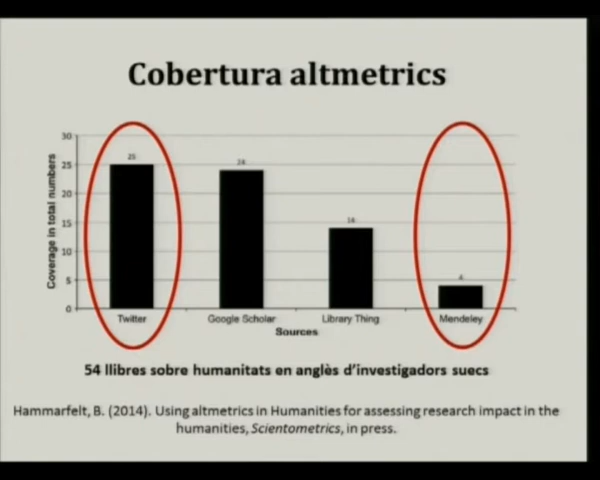 Cobertura altmetrics
30
25
20
15
10
5
0
Coverage in total numbers
25
24
14
4
Twitter
Google Scholar
Library Thing
Mendeley
Sources
54 llibres sobre humanitats en anglès d'investigadors suecs
Hammarfelt, B. (2014). Using altmetrics in Humanities for assessing research impact in the
humanities, Scientometrics, in press.